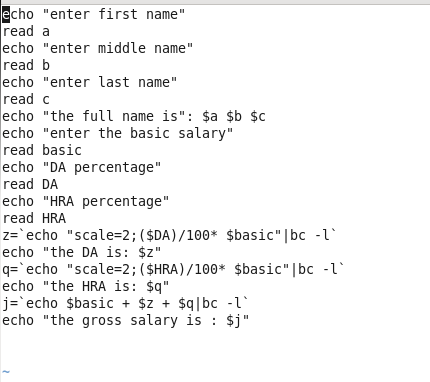 echo "enter first name"
read a
echo "enter middle name"
read b
echo "enter last name"
read c
echo "the full name is": $a $b $c
echo "enter the basic salary"
read basic
echo "DA percentage"
read DA
echo "HRA percentage"
read HRA
z=`echo "scale=2;($DA)/100* $basic"|bc -l`
echo "the DA is: $z"
q=`echo "scale=2;($HRA)/100* $basic"|bc -l`
echo "the HRA is: $q"
j=`echo $basic + $z + $q|bc -l`
echo "the gross salary is : $j"
~